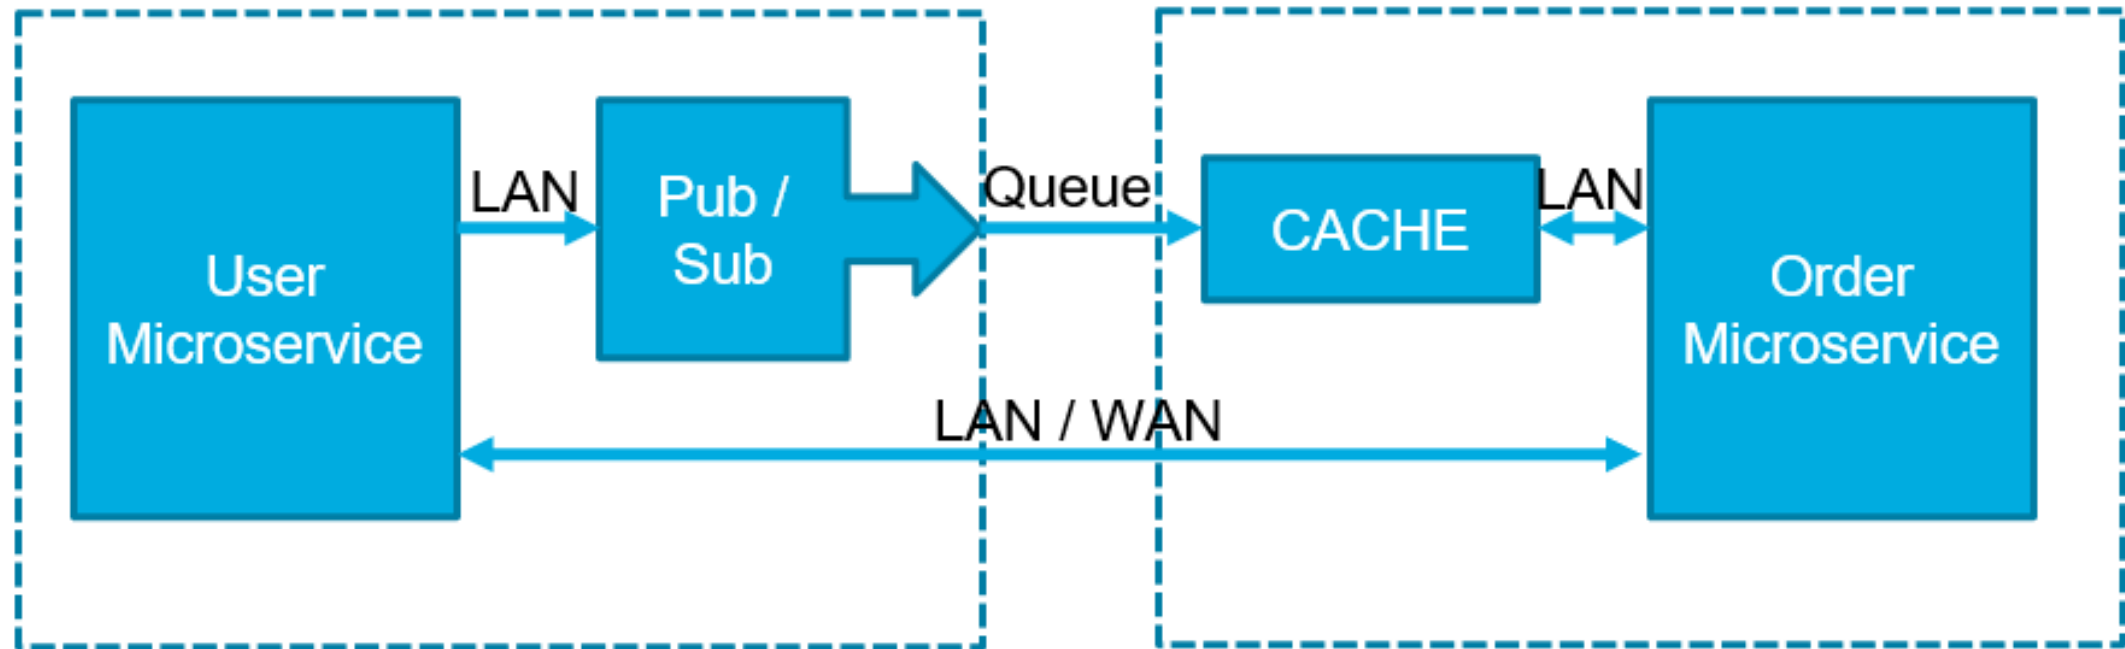 User
Microservice
LAN
Pub /
Sub
Queue
CACHE
LAN
Order
Microservice
LAN / WAN